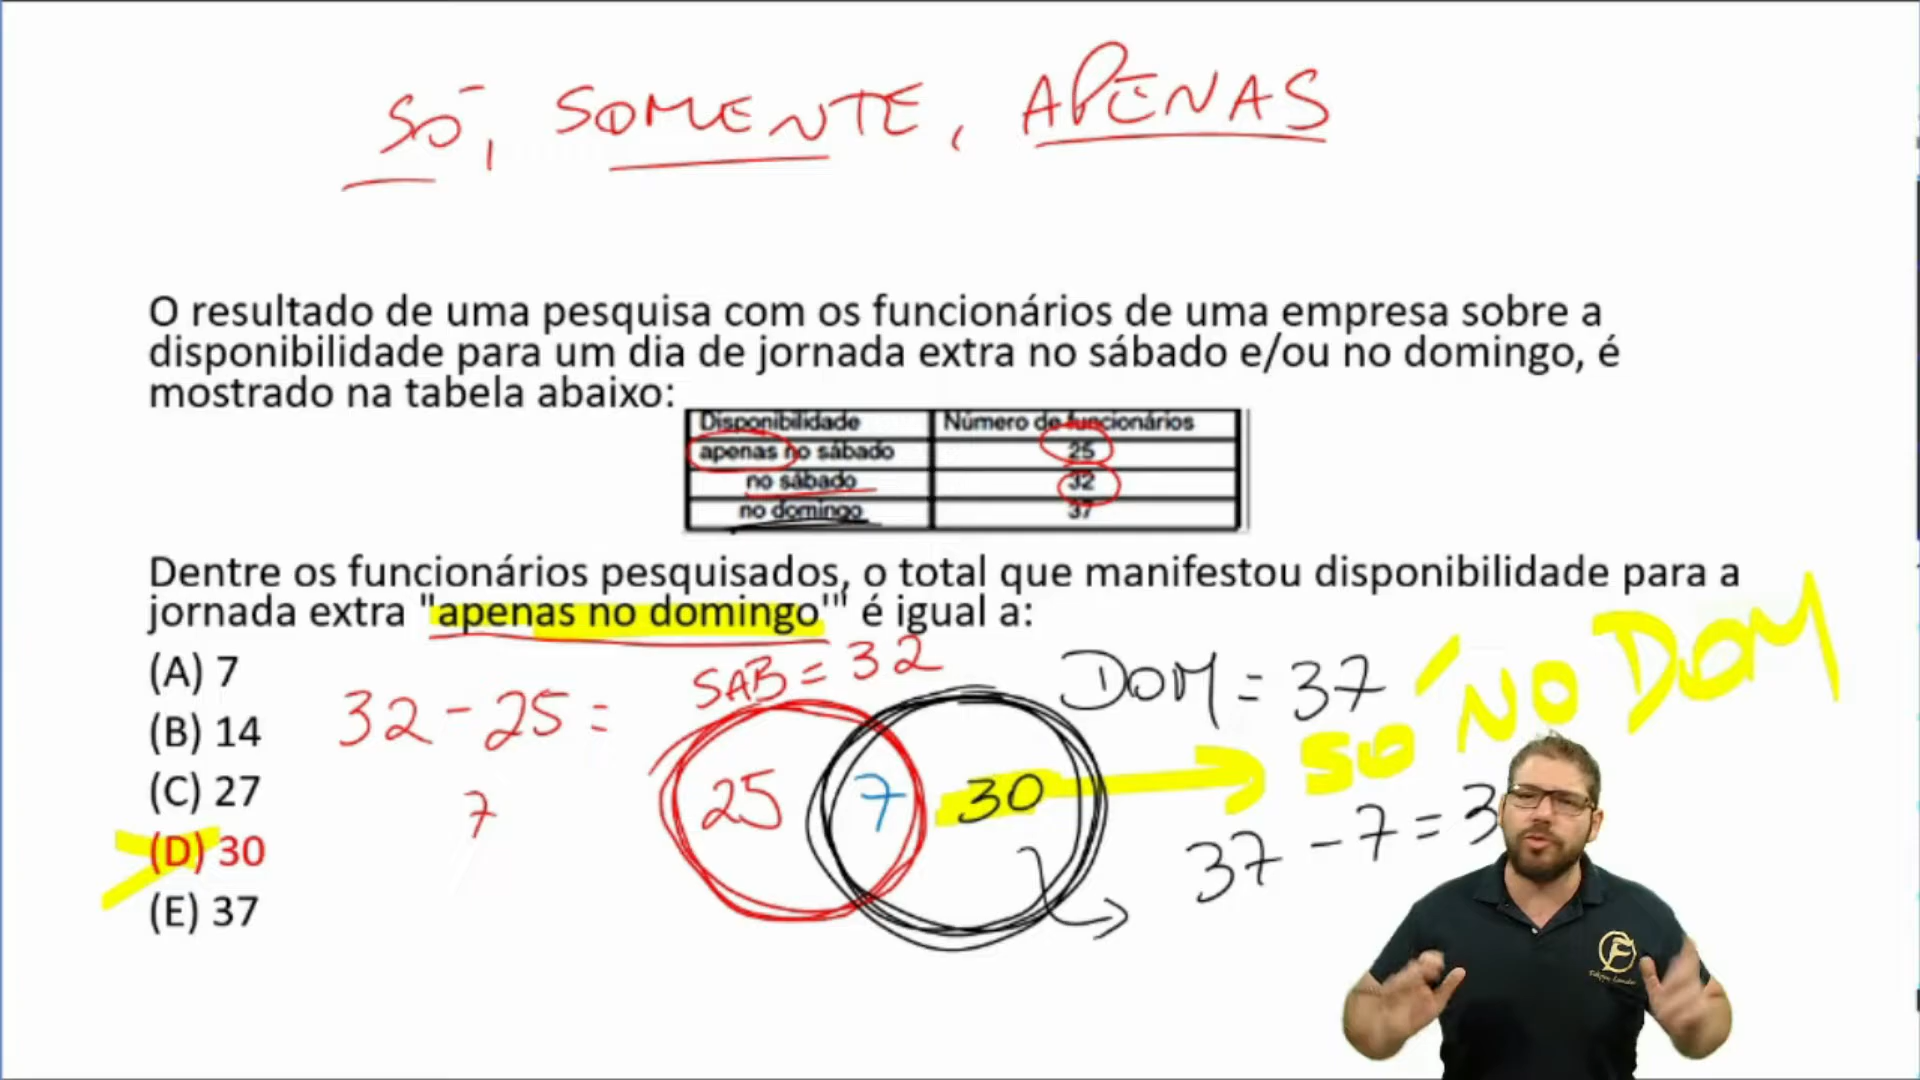 SÓ, SOMENTE, APENAS
O resultado de uma pesquisa com os funcionários de uma empresa sobre a
disponibilidade para um dia de jornada extra no sábado e/ou no domingo, é
mostrado na tabela abaixo:
Disponibilidade Número de funcionários
apenas no sábado 25
no sábado 32
no domingo 37
Dentre os funcionários pesquisados, o total que manifestou disponibilidade para a
jornada extra "apenas no domingo'" é igual a:
(A) 7
(B) 14
(C) 27
(D) 30
(E) 37
32 - 25 =
7
SAB = 32
DOM = 37
25 7 30
SÓ NO DOM
37 - 7 = 3